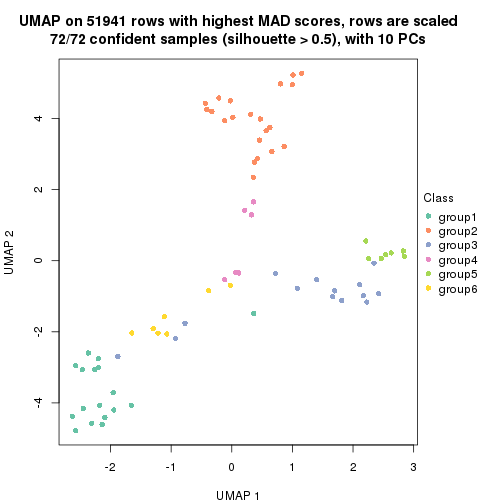 UMAP on 51941 rows with highest MAD scores, rows are scaled
72/72 confident samples (silhouette > 0.5), with 10 PCs
4
2
0
-2
-4
UMAP 2
-2
-1
0
1
2
3
UMAP 1
Class
group1
group2
group3
group4
group5
group6